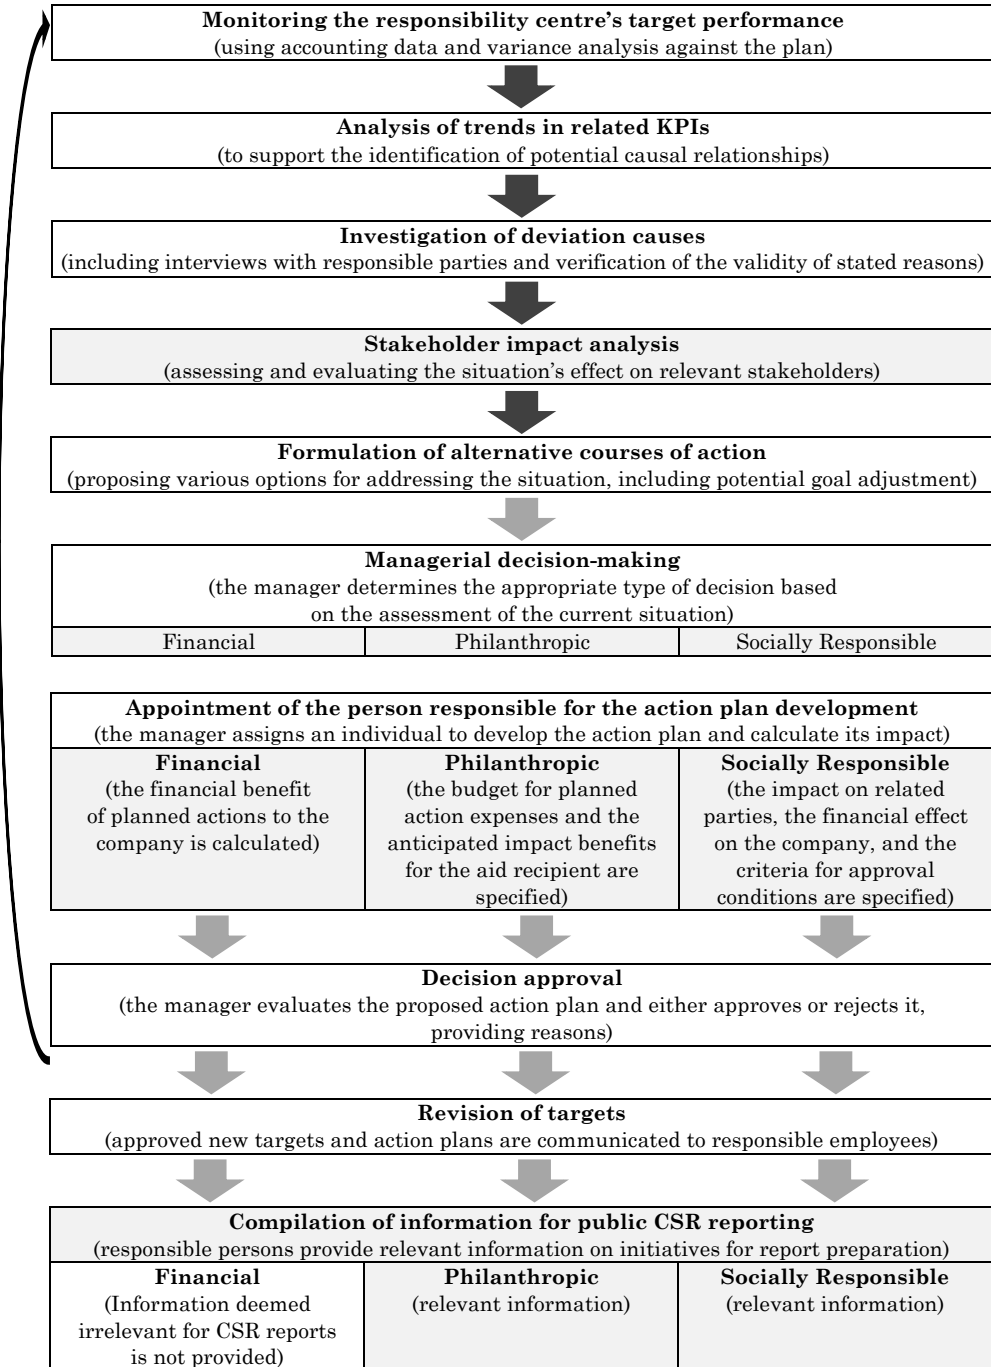 Monitoring the responsibility centre's target performance
(using accounting data and variance analysis against the plan)
Analysis of trends in related KPIs
(to support the identification of potential causal relationships)
Investigation of deviation causes
(including interviews with responsible parties and verification of the validity of stated reasons)
Stakeholder impact analysis
(assessing and evaluating the situation's effect on relevant stakeholders)
Formulation of alternative courses of action
(proposing various options for addressing the situation, including potential goal adjustment)
Managerial decision-making
(the manager determines the appropriate type of decision based
on the assessment of the current situation)
Financial
Philanthropic
Socially Responsible
Appointment of the person responsible for the action plan development
(the manager assigns an individual to develop the action plan and calculate its impact)
Financial
(the financial benefit
of planned actions to the
company is calculated)
Philanthropic
(the budget for planned
action expenses and the
anticipated impact benefits
for the aid recipient are
specified)
Socially Responsible
(the impact on related
parties, the financial effect
on the company, and the
criteria for approval
conditions are specified)
Decision approval
(the manager evaluates the proposed action plan and either approves or rejects it,
providing reasons)
Revision of targets
(approved new targets and action plans are communicated to responsible employees)
Compilation of information for public CSR reporting
(responsible persons provide relevant information on initiatives for report preparation)
Financial
(Information deemed
irrelevant for CSR reports
is not provided)
Philanthropic
(relevant information)
Socially Responsible
(relevant information)